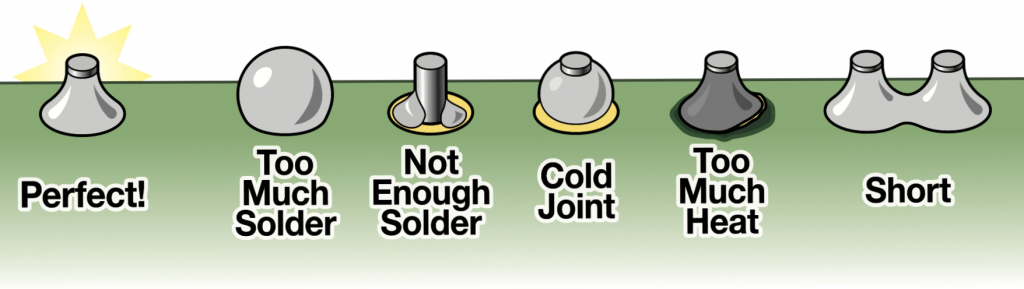 Perfect!
Too
Much
Solder
Not
Enough
Solder
Cold
Joint
Too
Much
Heat
Short